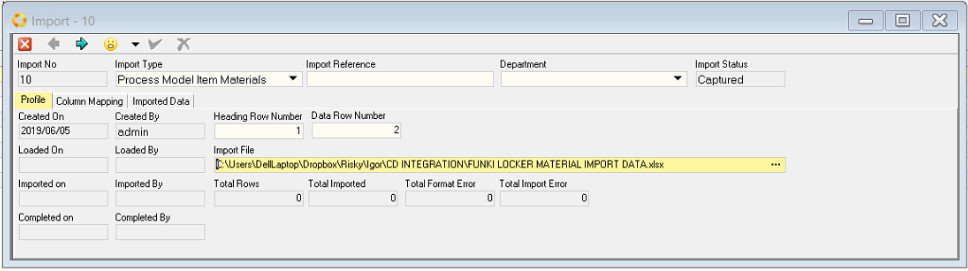 Import - 10
Import No Import Type Import Reference Department Import Status
10 Process Model Item Materials Captured
Profile Column Mapping Imported Data
Created On Created By Heading Row Number Data Row Number
2019/06/05 admin 1 2
Loaded On Loaded By Import File
C:\Users\DellLaptop\Dropbox\Risky\Igor\CD INTEGRATION\FUNKI LOCKER MATERIAL IMPORT DATA.xlsx ...
Imported on Imported By Total Rows Total Imported Total Format Error Total Import Error
0 0 0 0
Completed on Completed By